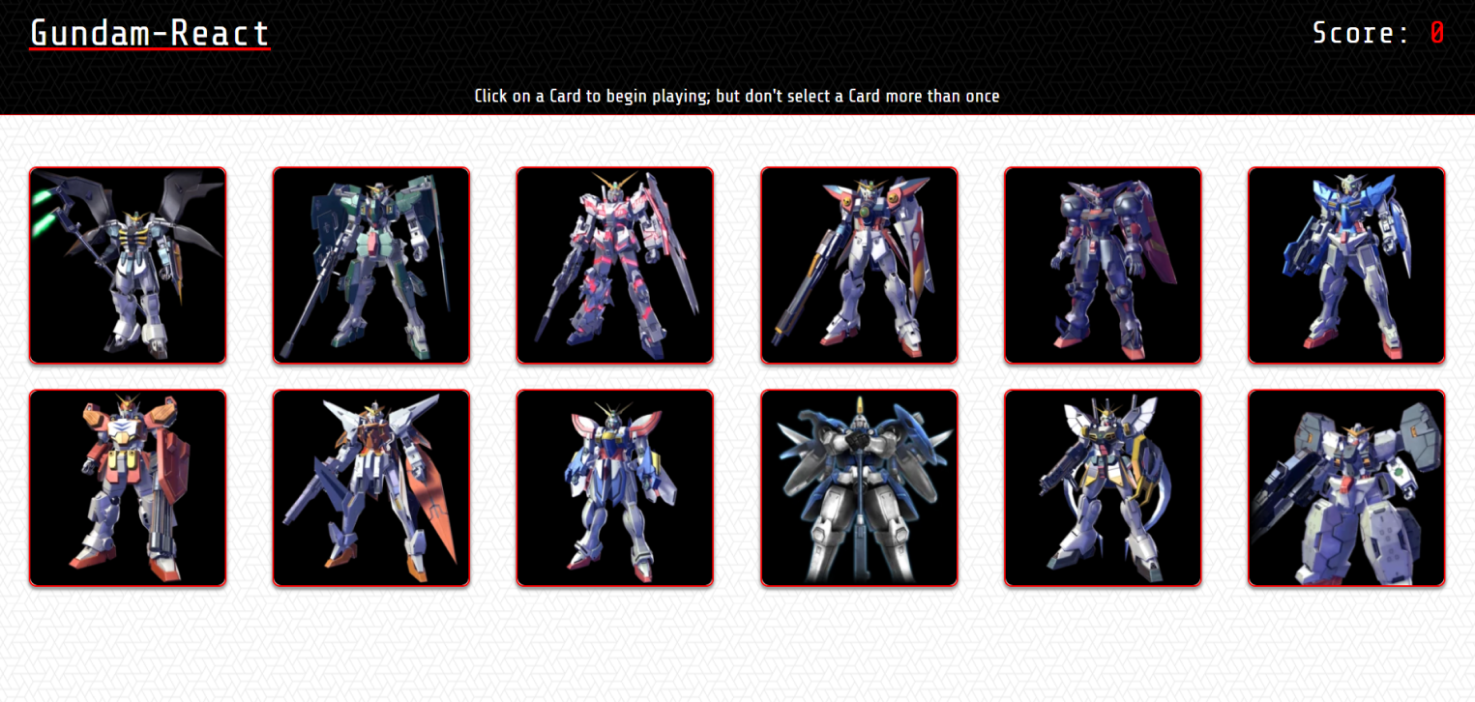 Gundam-React
Score: 0
Click on a Card to begin playing; but don't select a Card more than once